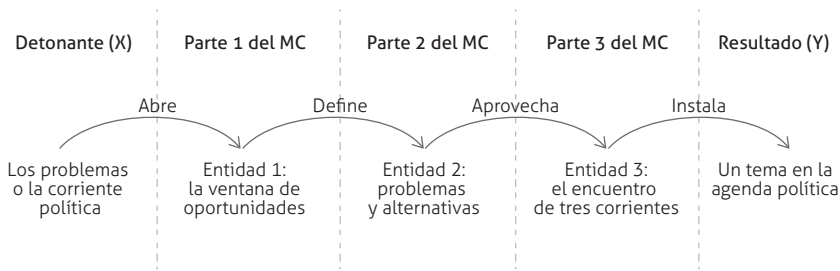 Detonante (X)
Parte 1 del MC
Parte 2 del MC
Parte 3 del MC
Resultado (Y)
Abre
Define
Aprovecha
Instala
Los problemas
o la corriente
política
Entidad 1:
la ventana de
oportunidades
Entidad 2:
problemas
y alternativas
Entidad 3:
el encuentro
de tres corrientes
Un tema en la
agenda política